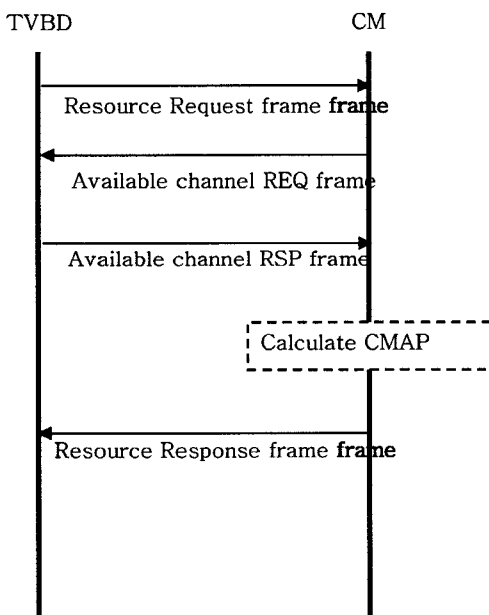 TVBD CM
Resource Request frame frame
Available channel REQ frame
Available channel RSP frame
Calculate CMAP
Resource Response frame frame